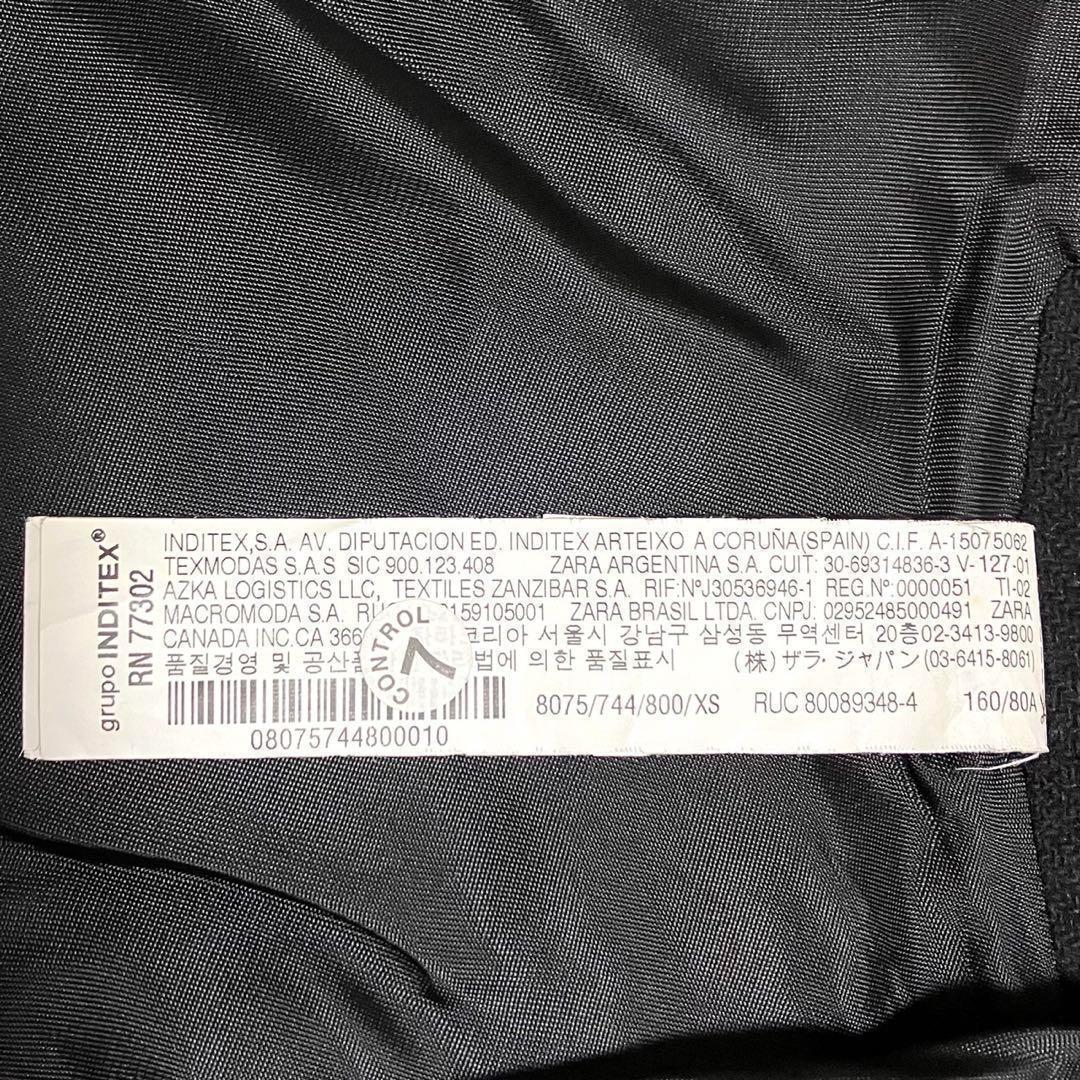 grupo INDITEX®
RN 77302
INDITEX,S.A. AV. DIPUTACION ED. INDITEX ARTEIXO A CORUÑA(SPAIN) C.I.F. A-15075062
TEXMODAS S.A.S SIC 900.123.408 ZARA ARGENTINA S.A. CUIT: 30-69314836-3 V-127-01
AZKA LOGISTICS LLC, TEXTILES ZANZIBAR S.A. RIF:NºJ30536946-1 REG.Nº:0000051 TI-02
MACROMODA S.A. 2159105001 ZARA BRASIL LTDA. CNPJ: 02952485000491 ZARA
CANADA INC.CA 366 코리아 서울시 강남구 삼성동 무역센터 20층02-3413-9800
품질경영 및 법에 의한 품질표시 (株) ザラ・ジャパン (03-6415-8061)
CONTROL
7
8075/744/800/XS RUC 80089348-4 160/80A
08075744800010